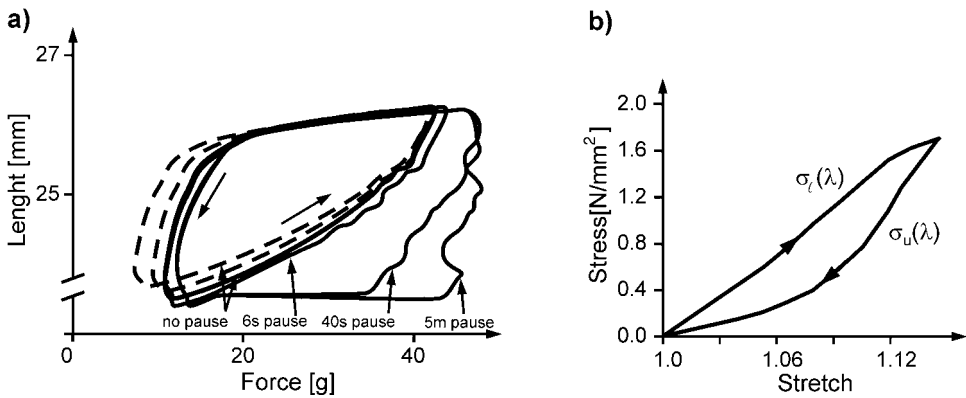 a)
27
25
Lenght [mm]
no pause
6s pause
40s pause
5m pause
0
20
40
Force [g]
b)
2.0
1.6
1.2
0.8
0.4
0.0
Stress[N/mm²]
σℓ(λ)
σu(λ)
1.0
1.06
1.12
Stretch